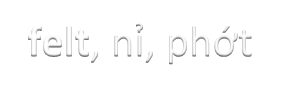 felt, nỉ, phớt